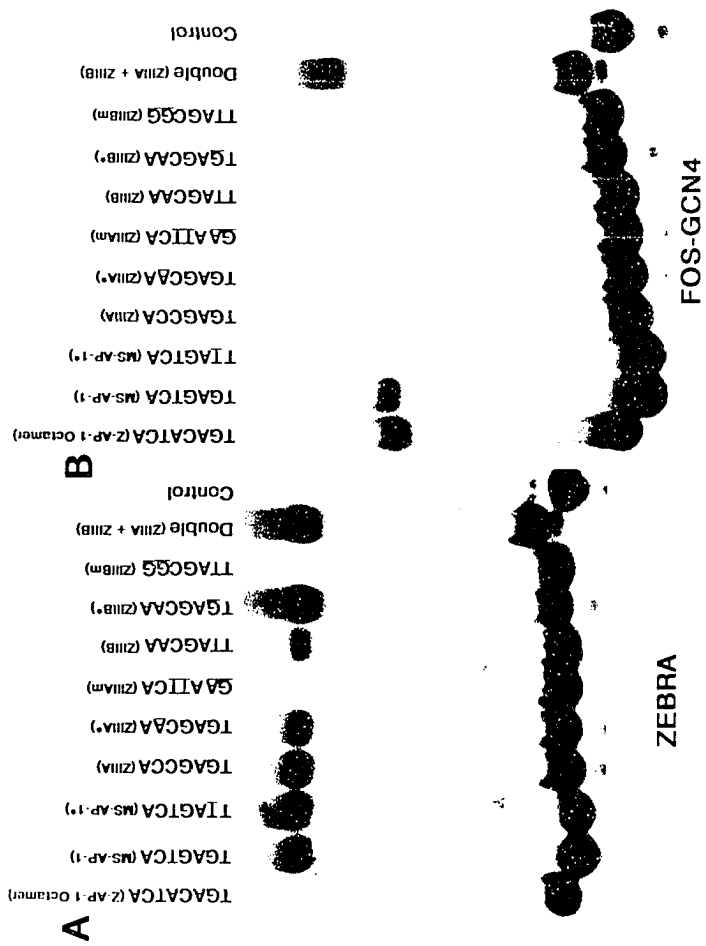 A
TGACATCA (Z-AP-1 Octamer)
TGAGTCA (MS-AP-1)
TTAGTCA (MS-AP-1*)
TGAGCCA (ZIIIA)
TGAGCAA (ZIIIA*)
GAATTCA (ZIIIAm)
TTAGCAA (ZIIIB)
TGAGCAA (ZIIIB*)
TTAGCGG (ZIIIBm)
Double (ZIIIA + ZIIIB)
Control
ZEBRA
B
TGACATCA (Z-AP-1 Octamer)
TGAGTCA (MS-AP-1)
TTAGTCA (MS-AP-1*)
TGAGCCA (ZIIIA)
TGAGCAA (ZIIIA*)
GAATTCA (ZIIIAm)
TTAGCAA (ZIIIB)
TGAGCAA (ZIIIB*)
TTAGCGG (ZIIIBm)
Double (ZIIIA + ZIIIB)
Control
FOS-GCN4